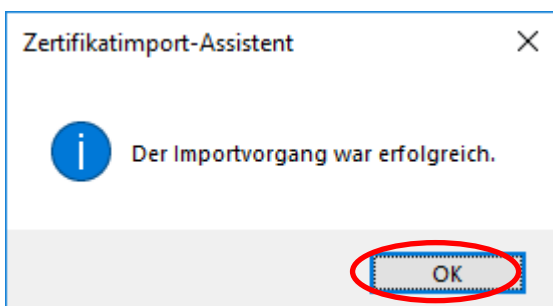 Zertifikatimport-Assistent
Der Importvorgang war erfolgreich.
OK